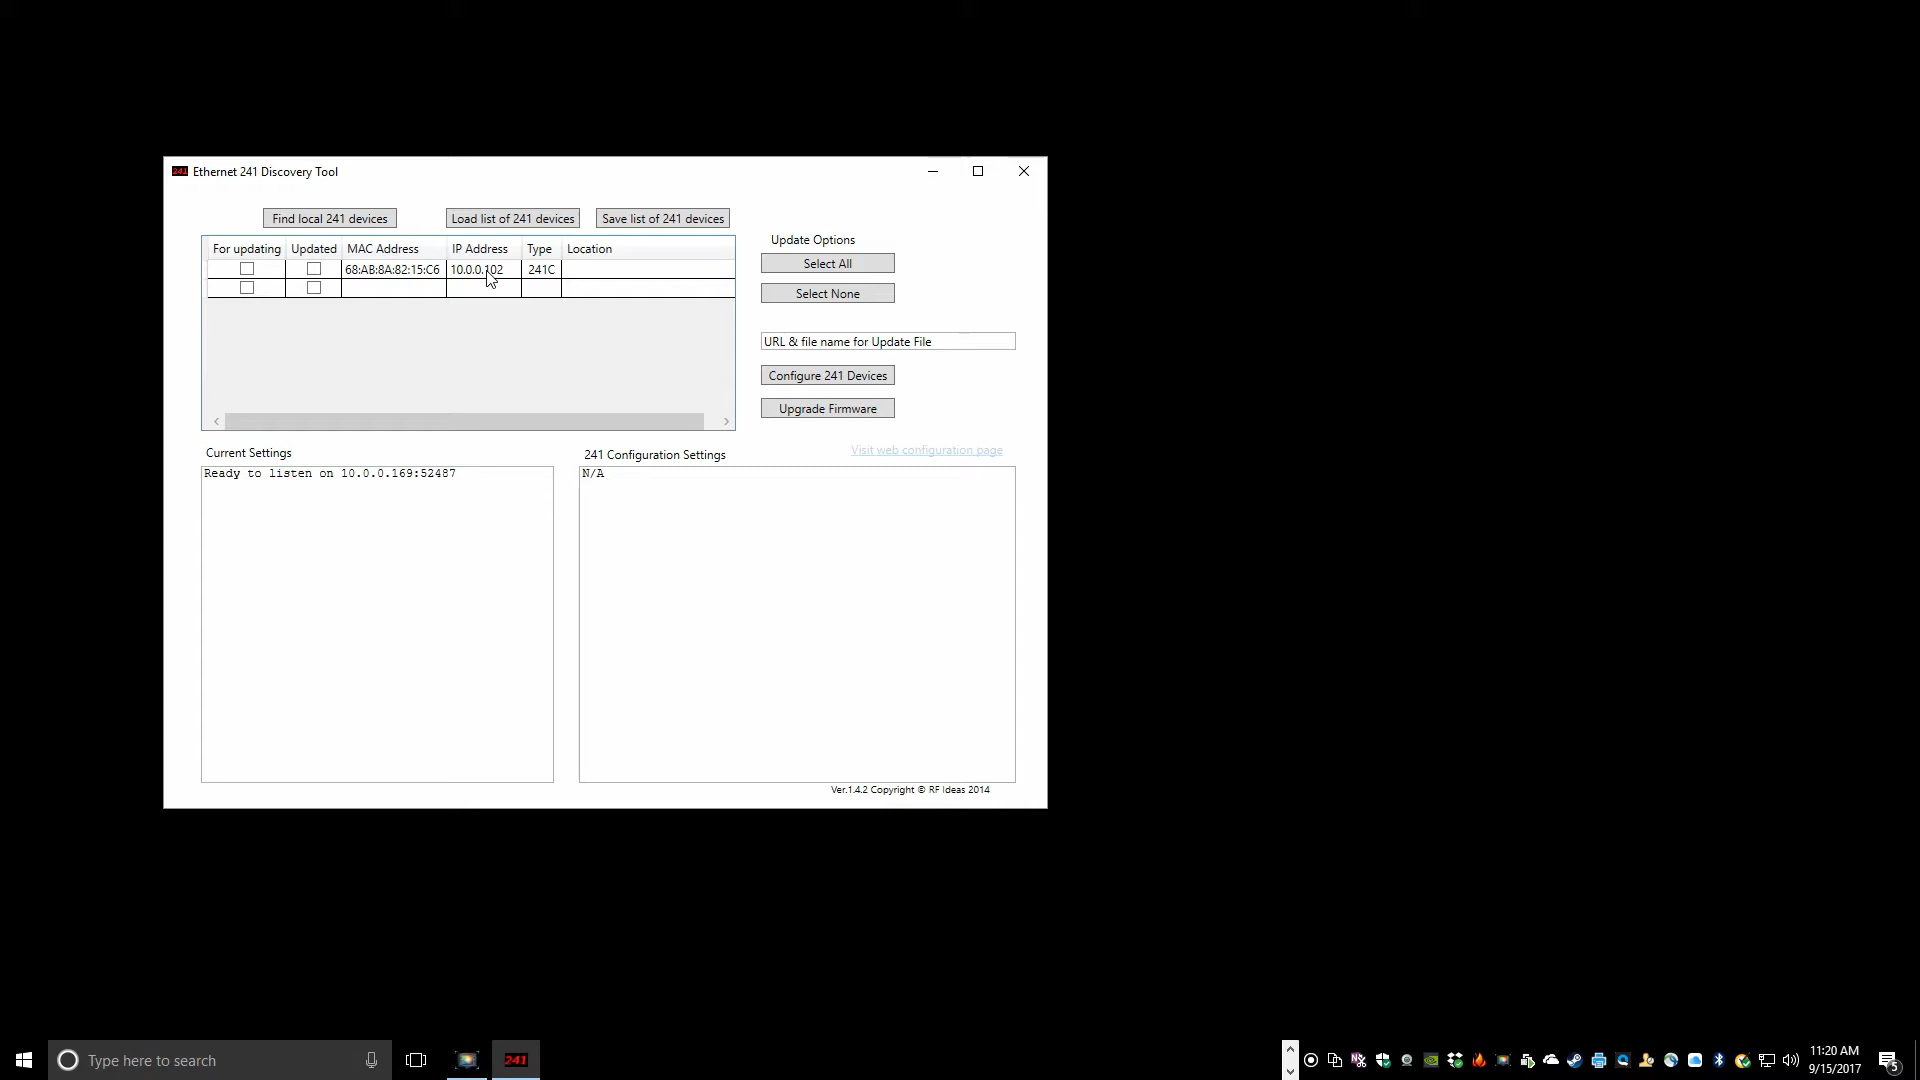 241 Ethernet 241 Discovery Tool
Find local 241 devices Load list of 241 devices Save list of 241 devices
For updating Updated MAC Address IP Address Type Location
68:AB:8A:82:15:C6 10.0.0.102 241C
Update Options
Select All
Select None
URL & file name for Update File
Configure 241 Devices
Upgrade Firmware
Visit web configuration page
Current Settings
Ready to listen on 10.0.0.169:52487
241 Configuration Settings
N/A
Ver.1.4.2 Copyright © RF Ideas 2014
Type here to search
241
11:20 AM
9/15/2017
5